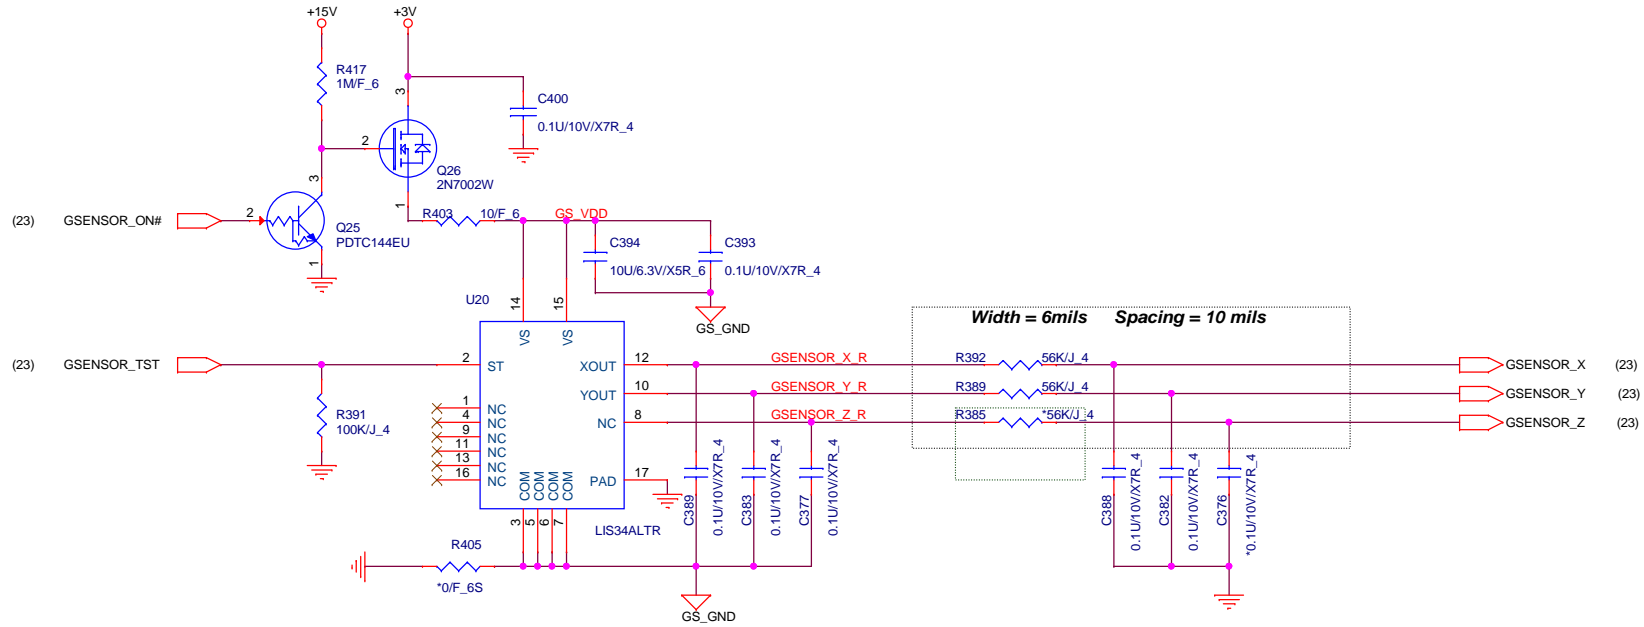 +15V
+3V
R417
1M/F_6
3
C400
0.1U/10V/X7R_4
2
Q26
2N7002W
3
1
(23)
GSENSOR_ON#
2
Q25
PDTC144EU
1
R403
10/F_6
GS_VDD
C394
10U/6.3V/X5R_6
C393
0.1U/10V/X7R_4
GS_GND
U20
14
15
VS
VS
Width = 6mils Spacing = 10 mils
(23)
GSENSOR_TST
2
ST
XOUT
12
GSENSOR_X_R
R392
56K/J_4
GSENSOR_X
(23)
YOUT
10
GSENSOR_Y_R
R389
56K/J_4
GSENSOR_Y
(23)
NC
8
GSENSOR_Z_R
R385
*56K/J_4
GSENSOR_Z
(23)
R391
100K/J_4
1
NC
4
NC
9
NC
11
NC
13
NC
16
NC
PAD
17
COM
COM
COM
COM
3
5
6
7
LIS34ALTR
C389
0.1U/10V/X7R_4
C383
0.1U/10V/X7R_4
C377
0.1U/10V/X7R_4
C388
0.1U/10V/X7R_4
C382
0.1U/10V/X7R_4
C376
*0.1U/10V/X7R_4
R405
*0/F_6S
GS_GND